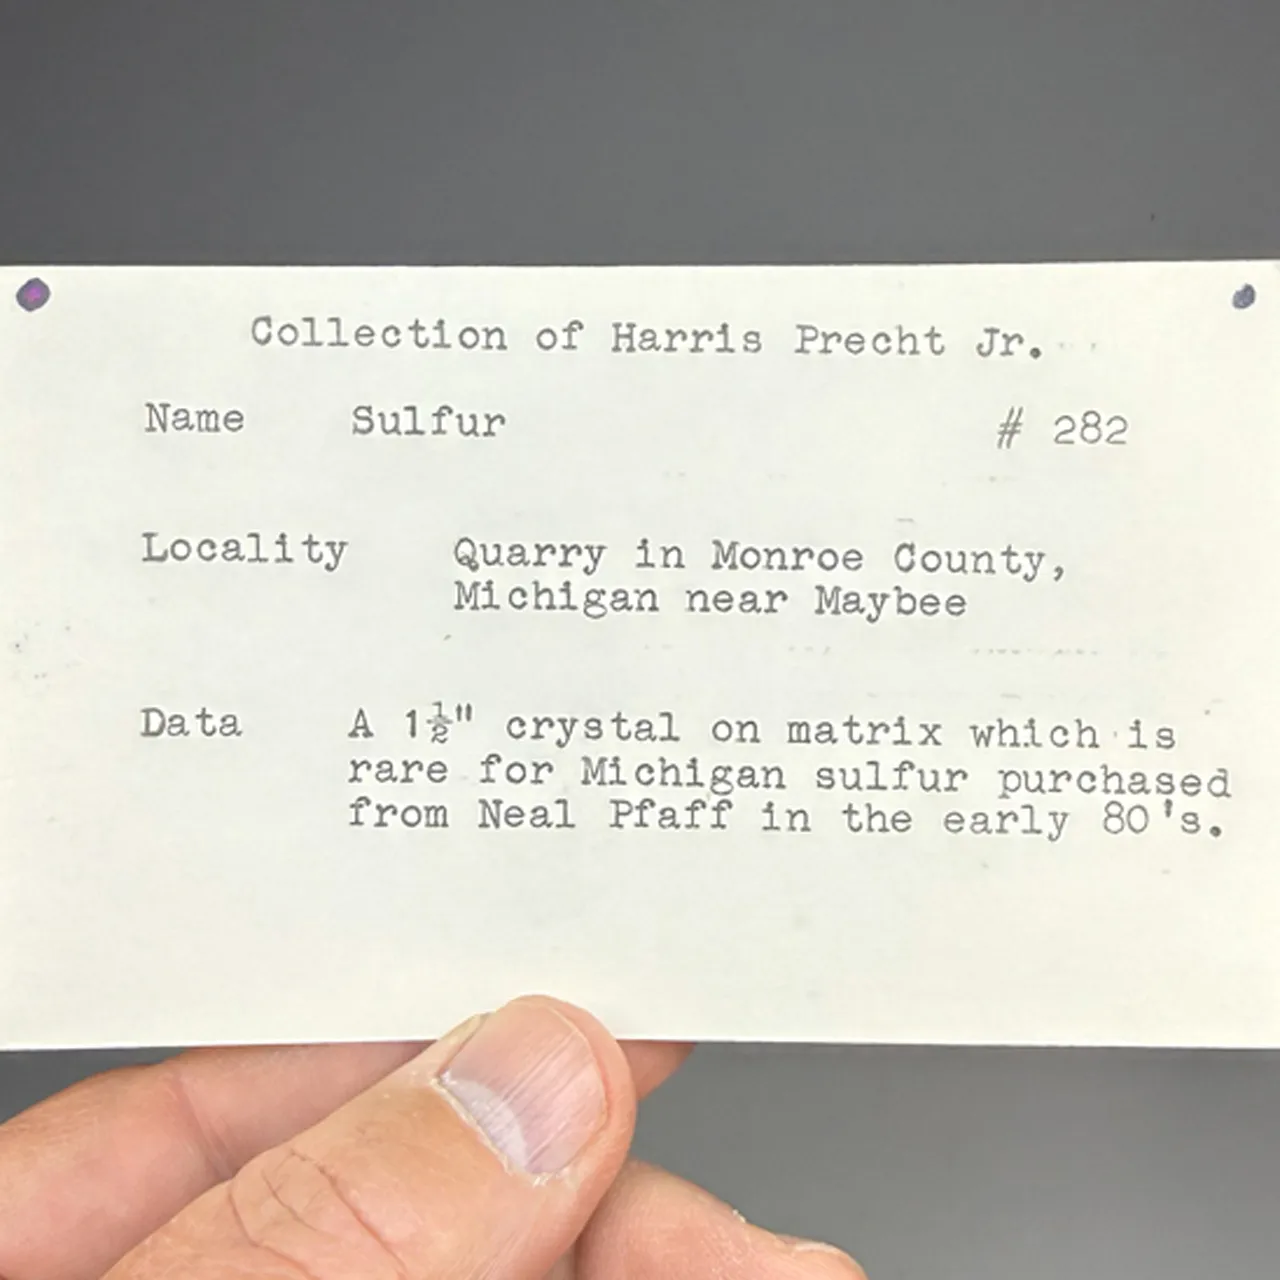 Collection of Harris Precht Jr.
Name Sulfur # 282
Locality Quarry in Monroe County,
Michigan near Maybee
Data A 1½" crystal on matrix which is
rare for Michigan sulfur purchased
from Neal Pfaff in the early 80's.